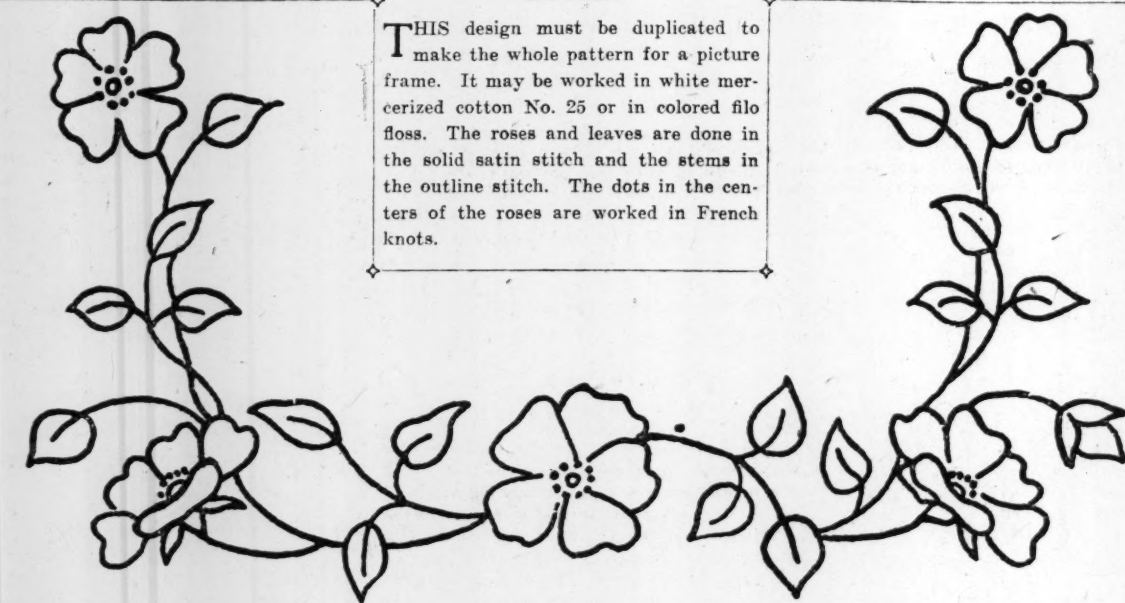 THIS design must be duplicated to
make the whole pattern for a picture
frame. It may be worked in white mer-
cerized cotton No. 25 or in colored filo
floss. The roses and leaves are done in
the solid satin stitch and the stems in
the outline stitch. The dots in the cen-
ters of the roses are worked in French
knots.